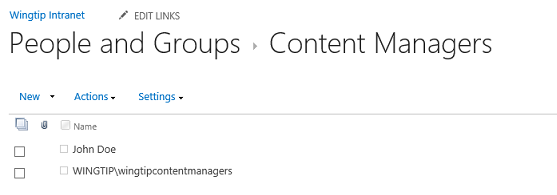 Wingtip Intranet EDIT LINKS
People and Groups ▸ Content Managers
New Actions Settings
Name
John Doe
WINGTIP\wingtipcontentmanagers